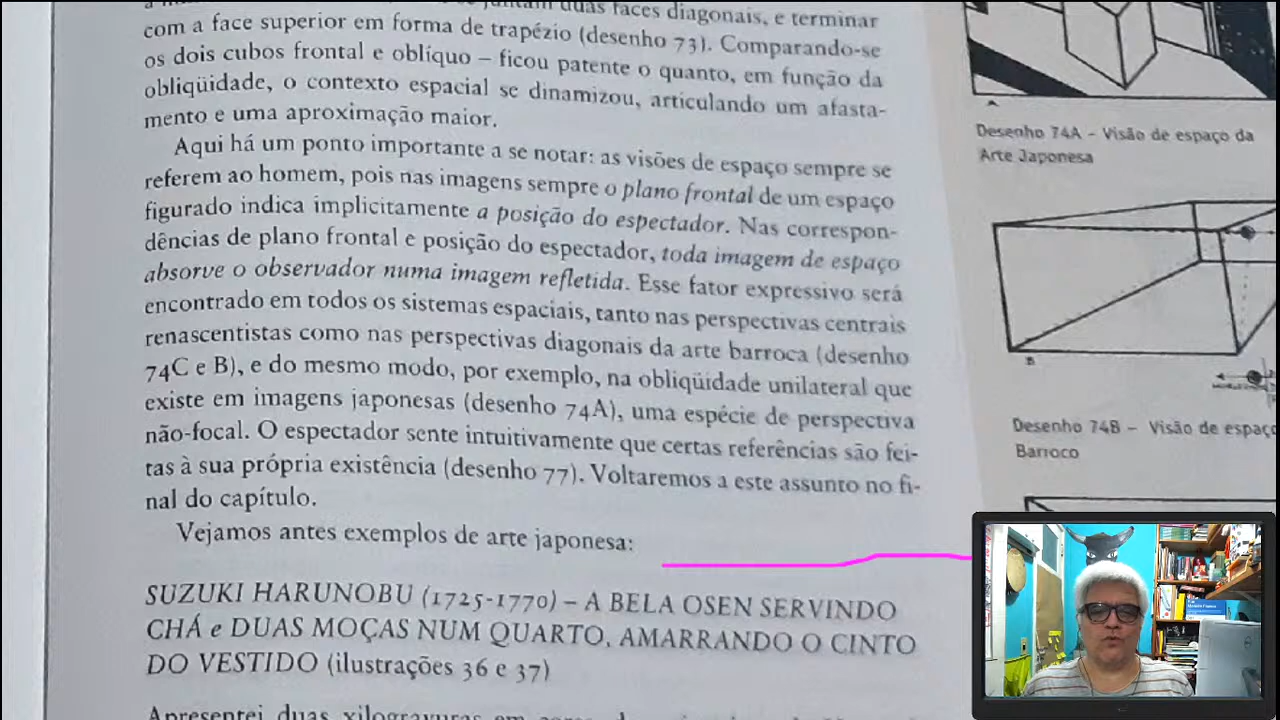 duas faces diagonais, e terminar
com a face superior em forma de trapézio (desenho 73). Comparando-se
os dois cubos frontal e oblíquo – ficou patente o quanto, em função da
obliqüidade, o contexto espacial se dinamizou, articulando um afasta-
mento e uma aproximação maior.
Aqui há um ponto importante a se notar: as visões de espaço sempre se
referem ao homem, pois nas imagens sempre o plano frontal de um espaço
figurado indica implicitamente a posição do espectador. Nas correspon-
dências de plano frontal e posição do espectador, toda imagem de espaço
absorve o observador numa imagem refletida. Esse fator expressivo será
encontrado em todos os sistemas espaciais, tanto nas perspectivas centrais
renascentistas como nas perspectivas diagonais da arte barroca (desenho
74C e B), e do mesmo modo, por exemplo, na obliqüidade unilateral que
existe em imagens japonesas (desenho 74A), uma espécie de perspectiva
não-focal. O espectador sente intuitivamente que certas referências são fei-
tas à sua própria existência (desenho 77). Voltaremos a este assunto no fi-
nal do capítulo.
Vejamos antes exemplos de arte japonesa:
SUZUKI HARUNOBU (1725-1770) – A BELA OSEN SERVINDO
CHÁ e DUAS MOÇAS NUM QUARTO, AMARRANDO O CINTO
DO VESTIDO (ilustrações 36 e 37)
Apresentei duas xilogravuras em
A
Desenho 74A – Visão de espaço da
Arte Japonesa
B
Desenho 74B – Visão de espaço
Barroco